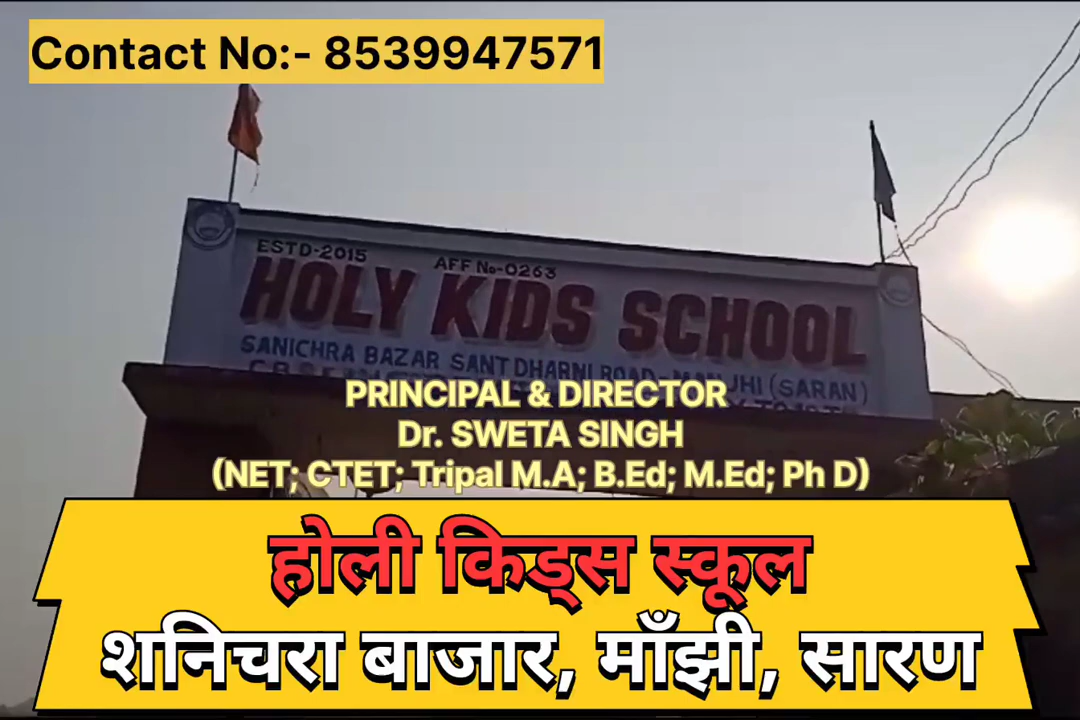 Contact No:- 8539947571
ESTD-2015 AFF No-0263
HOLY KIDS SCHOOL
SANICHRA BAZAR SANT DHARNI ROAD-MANJHI (SARAN)
PRINCIPAL & DIRECTOR
Dr. SWETA SINGH
(NET; CTET; Tripal M.A; B.Ed; M.Ed; Ph D)
होली किड्स स्कूल
शनिचरा बाजार, माँझी, सारण